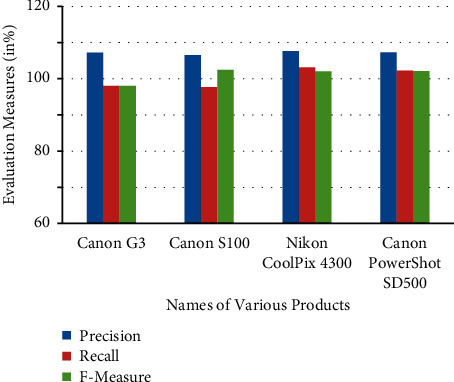 120
100
80
60
Evaluation Measures (in%)
Canon G3
Canon S100
Nikon
CoolPix 4300
Canon
PowerShot
SD500
Names of Various Products
Precision
Recall
F-Measure